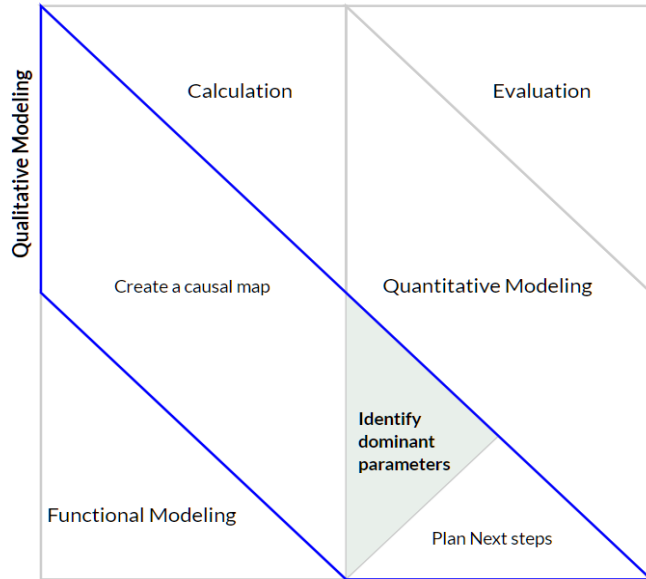 Calculation
Evaluation
Qualitative Modeling
Create a causal map
Quantitative Modeling
Identify
dominant
parameters
Functional Modeling
Plan Next steps